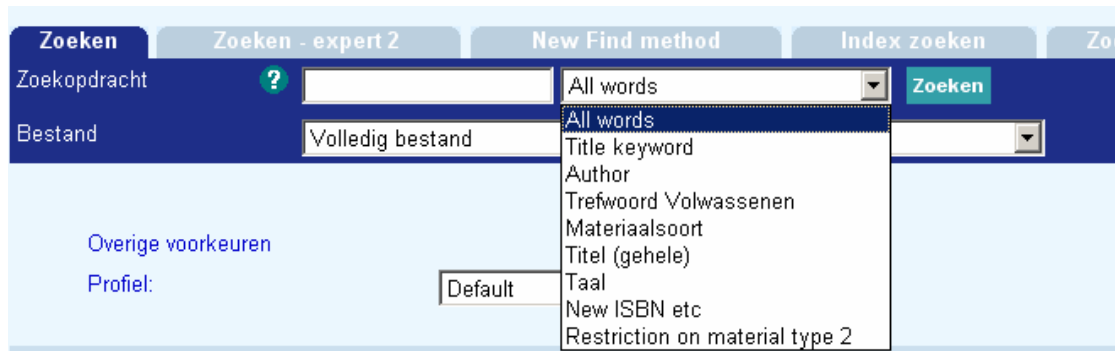 Zoeken Zoeken - expert 2 New Find method Index zoeken Zo
Zoekopdracht ? All words Zoeken
All words
Bestand Volledig bestand
Title keyword
Author
Trefwoord Volwassenen
Materiaalsoort
Overige voorkeuren
Titel (gehele)
Profiel: Default
Taal
New ISBN etc
Restriction on material type 2